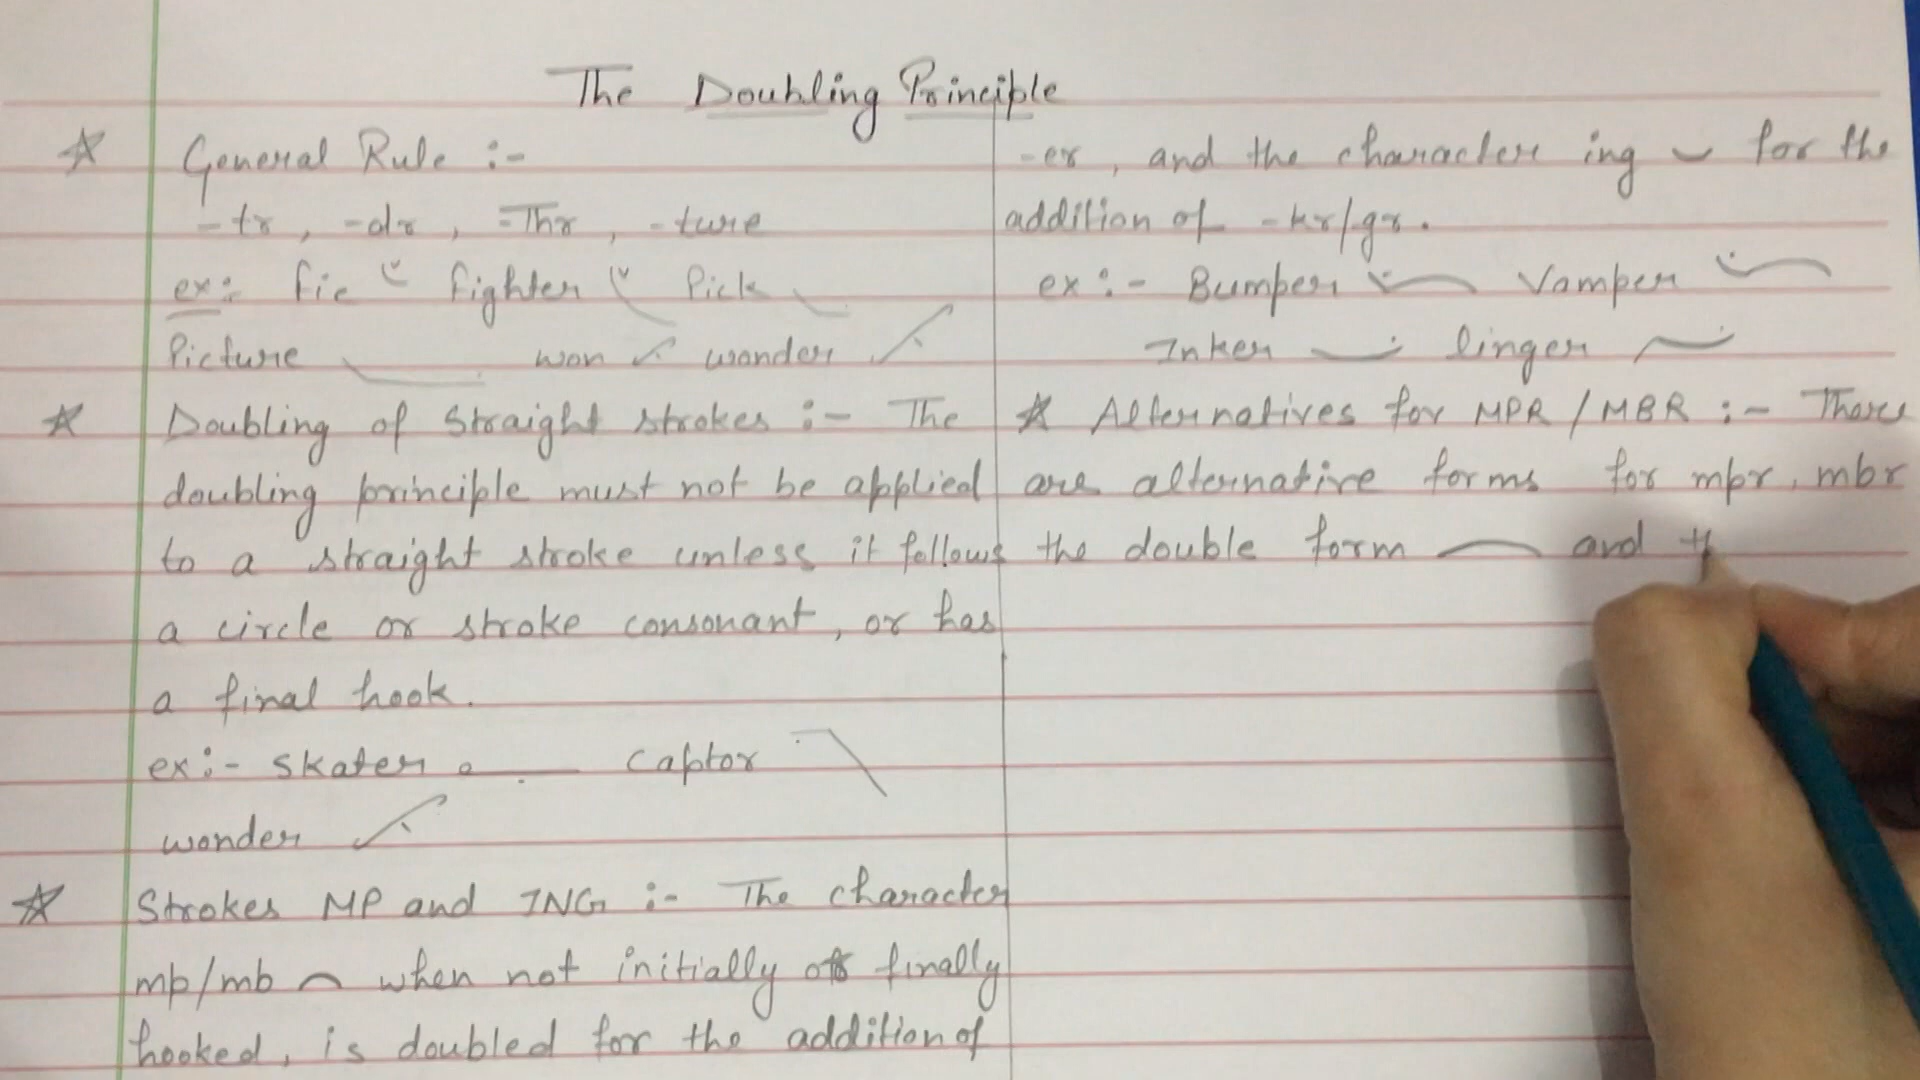 The Doubling Principle
☆ General Rule :-
-tr, -dr, -Thr, -ture
ex:- fie fighter Pick
Picture won wonder
☆ Doubling of Straight strokes :- The
doubling principle must not be applied
to a straight stroke unless it follows
a circle or stroke consonant, or has
a final hook.
ex:- skater captor
wonder
☆ Strokes MP and ING :- The character
mp/mb when not initially or finally
hooked, is doubled for the addition of
-er, and the character ing for the
addition of -kr/gr.
ex:- Bumper Vamper
Inker linger
☆ Alternatives for MPR / MBR :- There
are alternative forms for mpr, mbr
the double form and